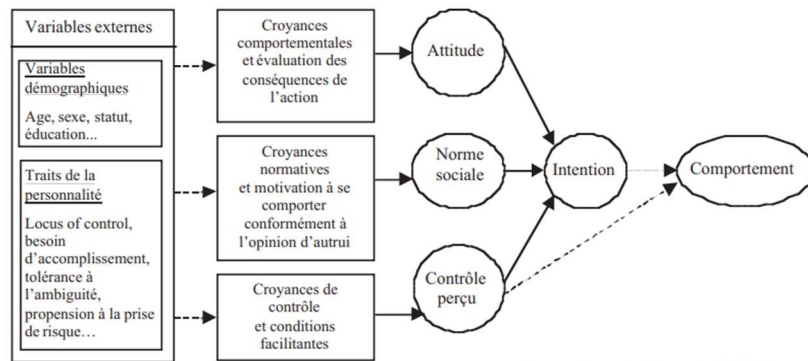 Variables externes
Variables
démographiques
Age, sexe, statut,
éducation...
Traits de la
personnalité
Locus of control,
besoin
d'accomplissement,
tolérance à
l'ambiguité,
propension à la prise
de risque…
Croyances
comportementales
et évaluation des
conséquences de
l'action
Croyances
normatives
et motivation à se
comporter
conformément à
l'opinion d'autrui
Croyances de
contrôle
et conditions
facilitantes
Attitude
Norme
sociale
Contrôle
perçu
Intention
Comportement